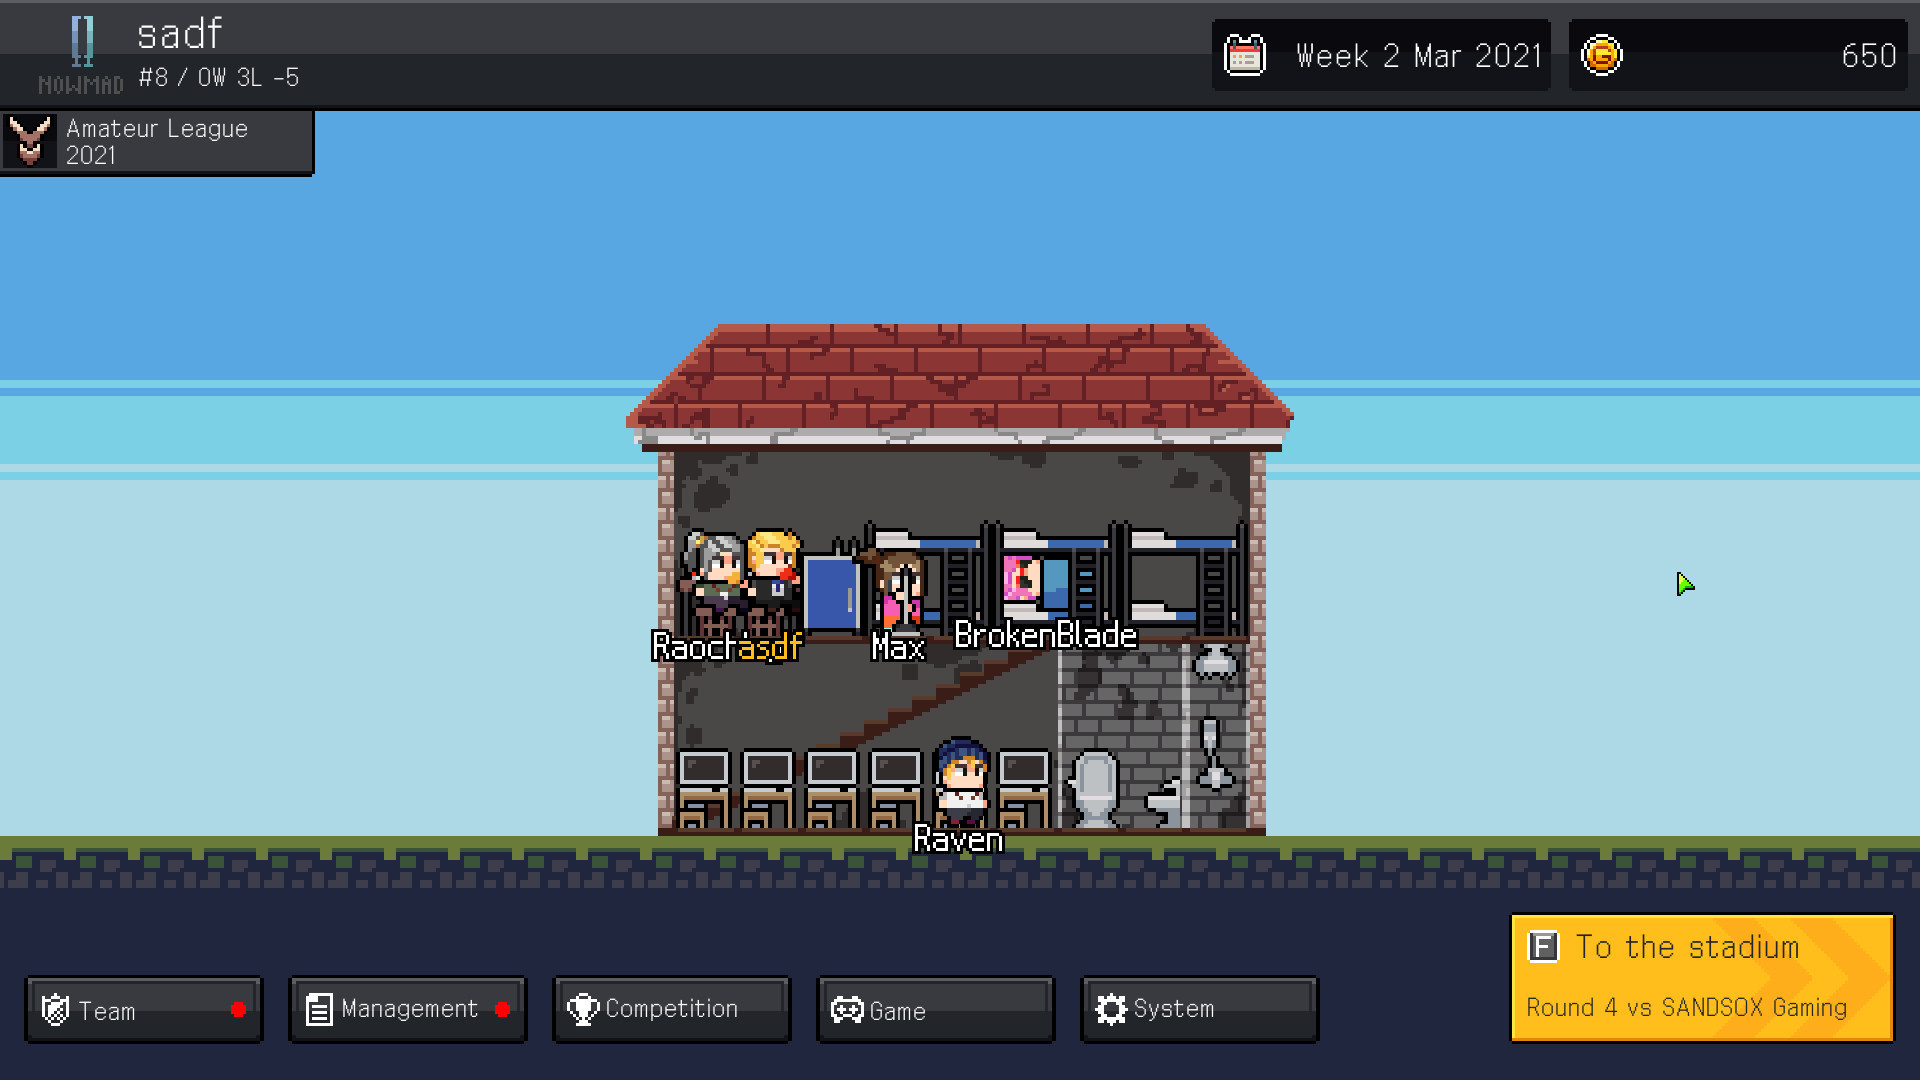 sadf
NOWMAD
#8 / 0W 3L -5
Week 2 Mar 2021
650
Amateur League
2021
asdf
Max
BrokenBlade
Raven
F To the stadium
Round 4 vs SANDSOX Gaming
Team
Management
Competition
Game
System